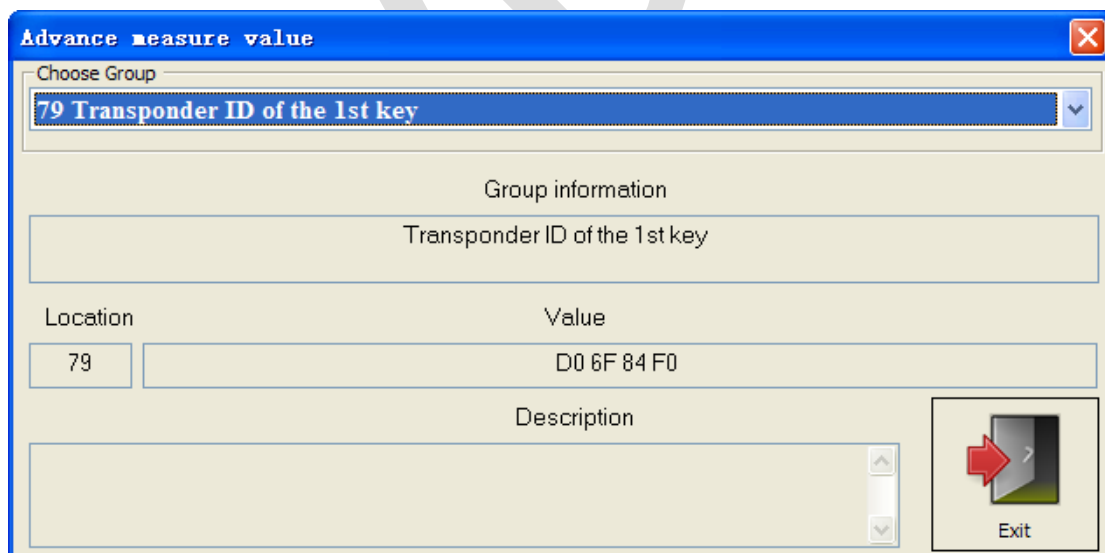 Advance measure value
Choose Group
79 Transponder ID of the 1st key
Group information
Transponder ID of the 1st key
Location Value
79 D0 6F 84 F0
Description
Exit